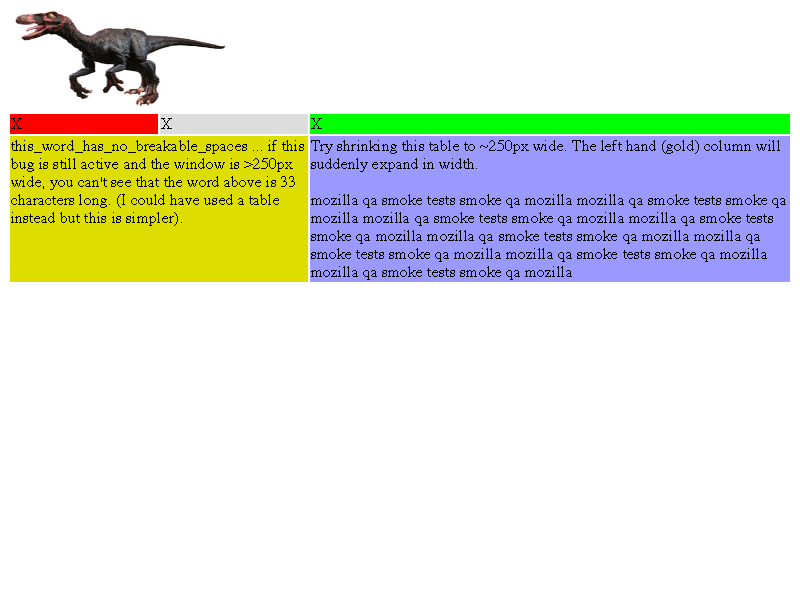 X X X
this_word_has_no_breakable_spaces ... if this
bug is still active and the window is >250px
wide, you can't see that the word above is 33
characters long. (I could have used a table
instead but this is simpler).
Try shrinking this table to ~250px wide. The left hand (gold) column will
suddenly expand in width.
mozilla qa smoke tests smoke qa mozilla mozilla qa smoke tests smoke qa
mozilla mozilla qa smoke tests smoke qa mozilla mozilla qa smoke tests
smoke qa mozilla mozilla qa smoke tests smoke qa mozilla mozilla qa
smoke tests smoke qa mozilla mozilla qa smoke tests smoke qa mozilla
mozilla qa smoke tests smoke qa mozilla